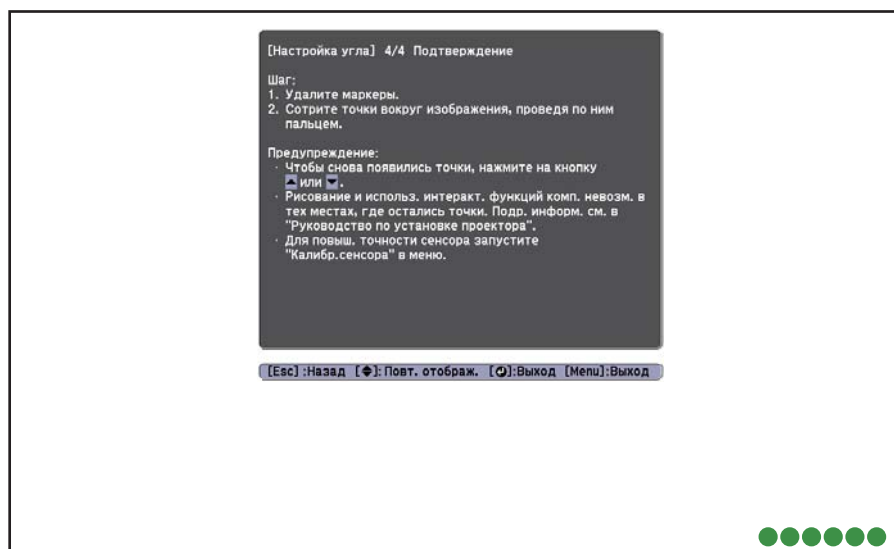 [Настройка угла] 4/4 Подтверждение
Шаг:
1. Удалите маркеры.
2. Сотрите точки вокруг изображения, проведя по ним
пальцем.
Предупреждение:
· Чтобы снова появились точки, нажмите на кнопку
▲ или ▼.
· Рисование и использ. интеракт. функций комп. невозм. в
тех местах, где остались точки. Подр. информ. см. в
"Руководство по установке проектора".
· Для повыш. точности сенсора запустите
"Калибр.сенсора" в меню.
[Esc] :Назад [◆]: Повт. отображ. [⏎]:Выход [Menu]:Выход